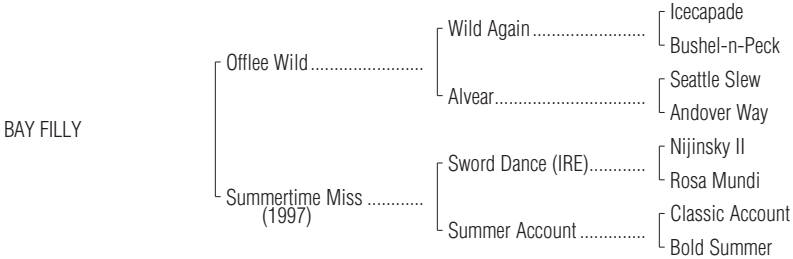 Icecapade
Wild Again
Bushel-n-Peck
Offlee Wild
Seattle Slew
Alvear
Andover Way
BAY FILLY
Nijinsky II
Sword Dance (IRE)
Rosa Mundi
Summertime Miss
(1997)
Classic Account
Summer Account
Bold Summer